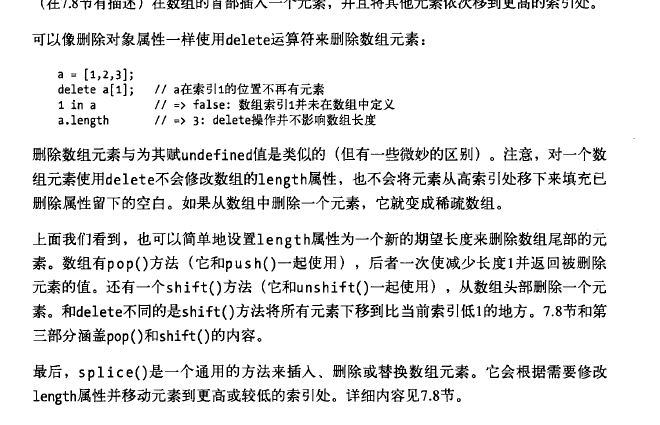 （在7.8节有描述）在数组的首部插入一个元素，并且将其他元素依次移到更高的索引处。
可以像删除对象属性一样使用delete运算符来删除数组元素：
a = [1,2,3];
delete a[1]; // a在索引1的位置不再有元素
1 in a // => false: 数组索引1并未在数组中定义
a.length // => 3: delete操作并不影响数组长度
删除数组元素与为其赋undefined值是类似的（但有一些微妙的区别）。注意，对一个数
组元素使用delete不会修改数组的length属性，也不会将元素从高索引处移下来填充已
删除属性留下的空白。如果从数组中删除一个元素，它就变成稀疏数组。
上面我们看到，也可以简单地设置length属性为一个新的期望长度来删除数组尾部的元
素。数组有pop()方法（它和push()一起使用），后者一次使减少长度1并返回被删除
元素的值。还有一个shift()方法（它和unshift()一起使用），从数组头部删除一个元
素。和delete不同的是shift()方法将所有元素下移到比当前索引低1的地方。7.8节和第
三部分涵盖pop()和shift()的内容。
最后，splice()是一个通用的方法来插入、删除或替换数组元素。它会根据需要修改
length属性并移动元素到更高或较低的索引处。详细内容见7.8节。